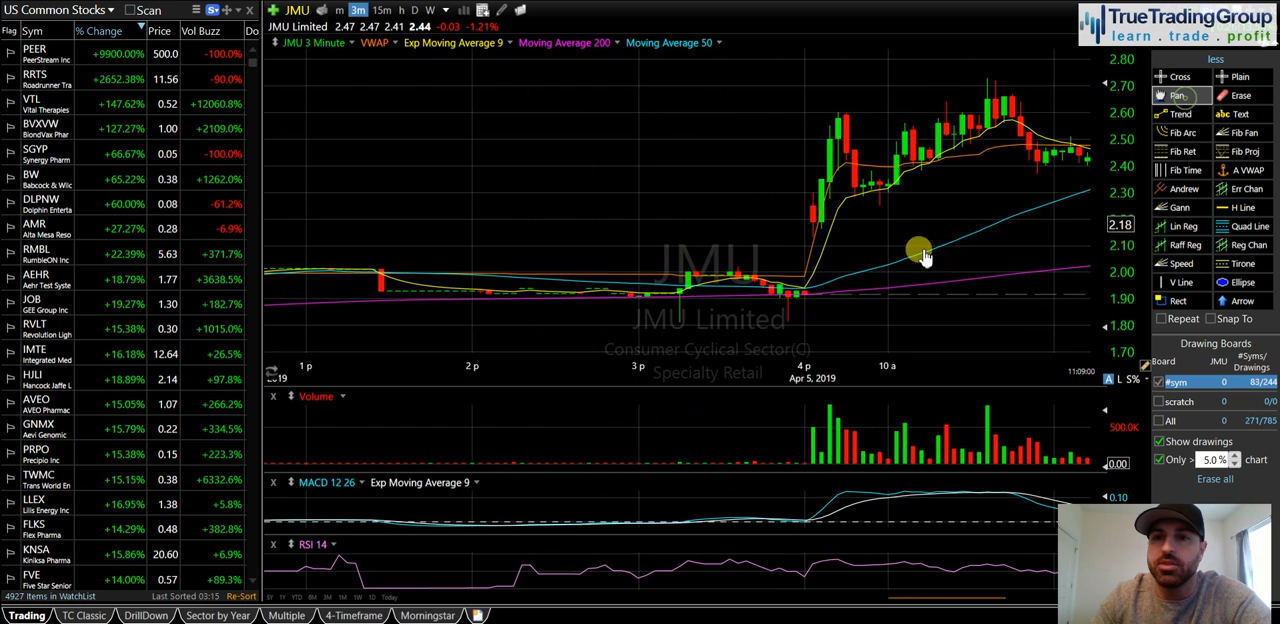 US Common Stocks Scan
Flag Sym % Change Price Vol Buzz Do
PEER +9900.00% 500.0 -100.0%
PeerStream Inc
RRTS +2652.38% 11.56 -90.0%
Roadrunner Tra
VTL +147.62% 0.52 +12060.8%
Vital Therapies
BVXVW +127.27% 1.00 +2109.0%
BiondVax Phar
SGYP +66.67% 0.05 -100.0%
Synergy Pharm
BW +65.22% 0.38 +1262.0%
Babcock & Wilc
DLPNW +60.00% 0.08 -61.2%
Dolphin Enterta
AMR +27.27% 0.28 -6.9%
Alta Mesa Reso
RMBL +22.39% 5.63 +371.7%
RumbleON Inc
AEHR +18.79% 1.77 +3638.5%
Aehr Test Syste
JOB +19.27% 1.30 +182.7%
GEE Group Inc
RVLT +15.38% 0.30 +1015.0%
Revolution Ligh
IMTE +16.18% 12.64 +26.5%
Integrated Med
HJLI +18.89% 2.14 +97.8%
Hancock Jaffe L
AVEO +15.05% 1.07 +266.2%
AVEO Pharmac
GNMX +15.79% 0.22 +334.5%
Aevi Genomic
PRPO +15.38% 0.15 +223.3%
Precipio Inc
TWMC +15.15% 0.38 +6332.6%
Trans World En
LLEX +16.95% 1.38 +5.8%
Lilis Energy Inc
FLKS +14.29% 0.48 +382.8%
Flex Pharma
KNSA +15.86% 20.60 +6.9%
Kiniksa Pharma
FVE +14.00% 0.57 +89.3%
Five Star Senior
4927 Items in WatchList Last Sorted 03:15 Re-Sort
JMU m 3m 15m h D W
JMU Limited 2.47 2.47 2.41 2.44 -0.03 -1.21%
JMU 3 Minute VWAP Exp Moving Average 9 Moving Average 200 Moving Average 50
2.80
2.70
2.60
2.50
2.40
2.30
2.18
2.10
2.00
1.90
1.80
1.70
JMU
JMU Limited
Consumer Cyclical Sector(C)
Specialty Retail
1 p 2 p 3 p 4 p 10 a
2019 Apr 5, 2019 11:09:00
A L S%
Volume
500.0K
0.00
MACD 12 26 Exp Moving Average 9
0.10
RSI 14
5Y 1Y YTD 6M 3M 1M 1W 1D Today
TrueTradingGroup
learn . trade . profit
less
Cross Plain
Pan Erase
Trend abc Text
Fib Arc Fib Fan
Fib Ret Fib Proj
Fib Time A VWAP
Andrew Err Chan
Gann H Line
Lin Reg Quad Line
Raff Reg Reg Chan
Speed Tirone
V Line Ellipse
Rect Arrow
Repeat Snap To
Drawing Boards
Board JMU #Syms/
Drawings
#sym 0 83/244
scratch 0 0/0
All 0 271/785
Show drawings
Only > 5.0 % chart
Erase all
Trading TC Classic DrillDown Sector by Year Multiple 4-Timeframe Morningstar